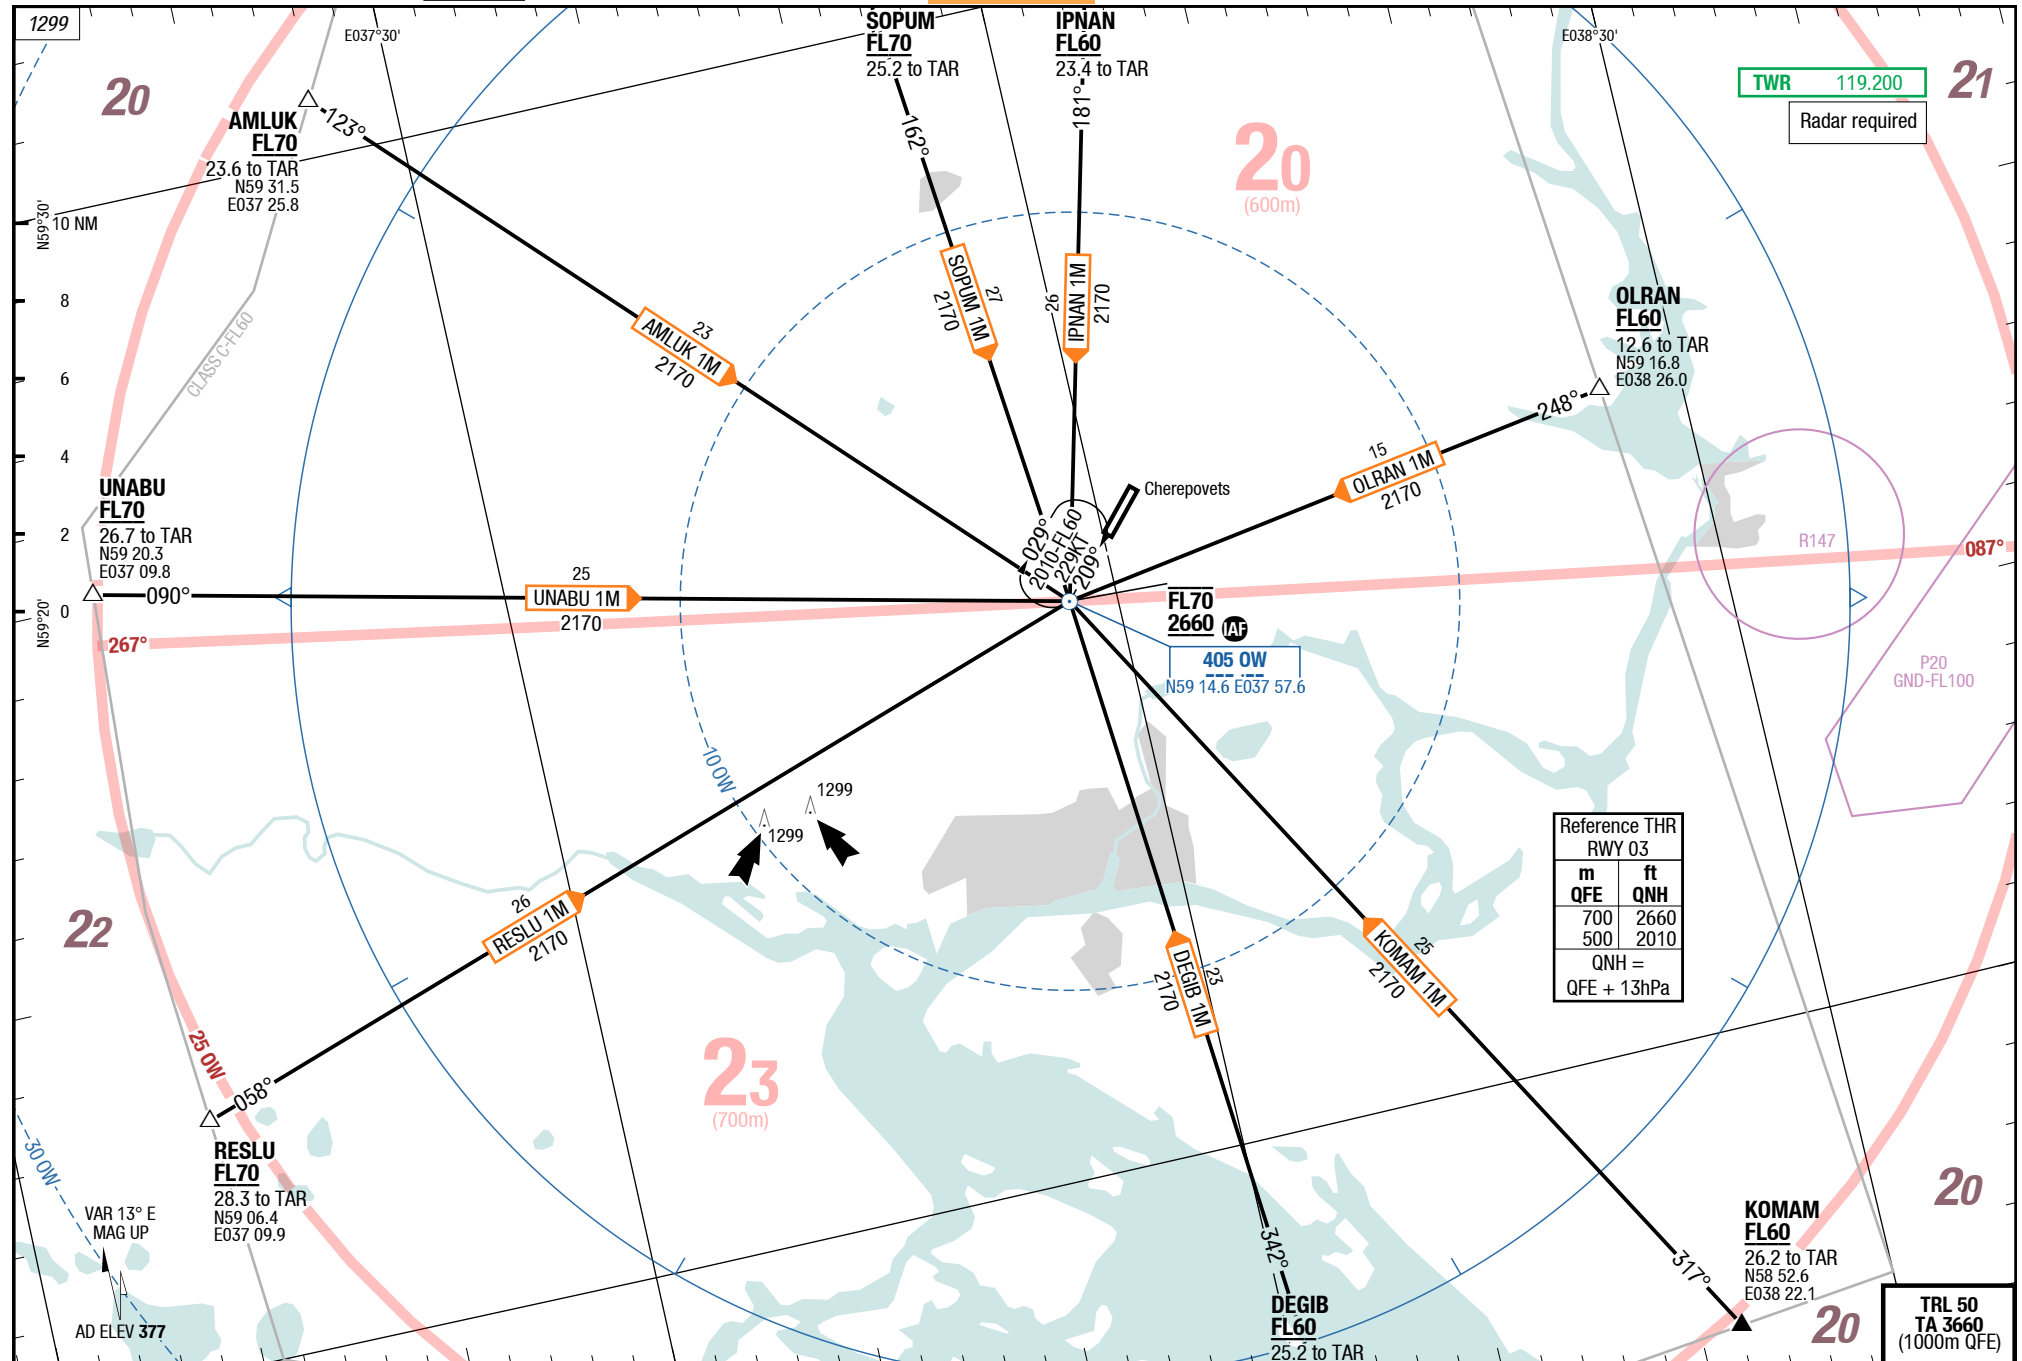 1299
E037°30'
SOPUM
FL70
25.2 to TAR
IPNAN
FL60
23.4 to TAR
E038°30'
20
21
TWR 119.200
Radar required
AMLUK
FL70
23.6 to TAR
N59 31.5
E037 25.8
123°
162°
181°
20
(600m)
N59°30'
10 NM
8
6
4
2
0
N59°20'
CLASS C-FL60
AMLUK 1M
23
2170
SOPUM 1M
27
2170
IPNAN 1M
26
2170
OLRAN
FL60
12.6 to TAR
N59 16.8
E038 26.0
248°
15
OLRAN 1M
2170
UNABU
FL70
26.7 to TAR
N59 20.3
E037 09.8
090°
25
UNABU 1M
2170
267°
087°
Cherepovets
029°
2010-FL60
229KT
209°
FL70
2660 IAF
405 OW
N59 14.6 E037 57.6
R147
P20
GND-FL100
10 OW
1299
1299
Reference THR
RWY 03
m ft
QFE QNH
700 2660
500 2010
QNH =
QFE + 13hPa
22
26
RESLU 1M
2170
058°
25 OW
RESLU
FL70
28.3 to TAR
N59 06.4
E037 09.9
23
(700m)
23
DEGIB 1M
2170
25
KOMAM 1M
2170
342°
317°
DEGIB
FL60
25.2 to TAR
KOMAM
FL60
26.2 to TAR
N58 52.6
E038 22.1
20
20
30 OW
VAR 13° E
MAG UP
AD ELEV 377
TRL 50
TA 3660
(1000m QFE)